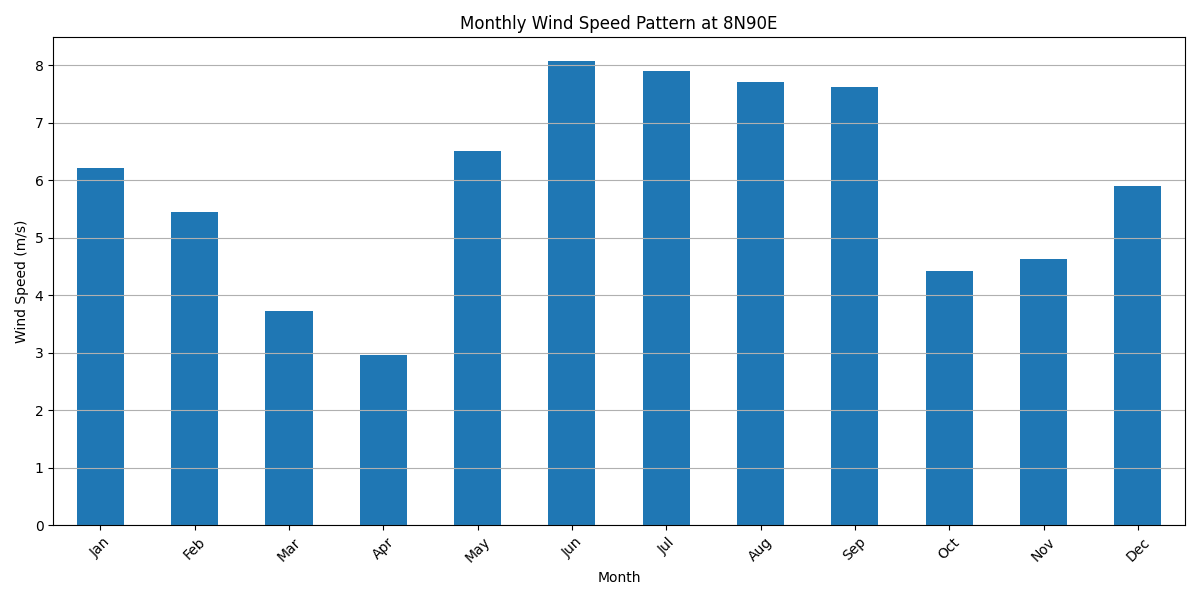 Monthly Wind Speed Pattern at 8N90E
Wind Speed (m/s)
8
7
6
5
4
3
2
1
0
Jan
Feb
Mar
Apr
May
Jun
Jul
Aug
Sep
Oct
Nov
Dec
Month